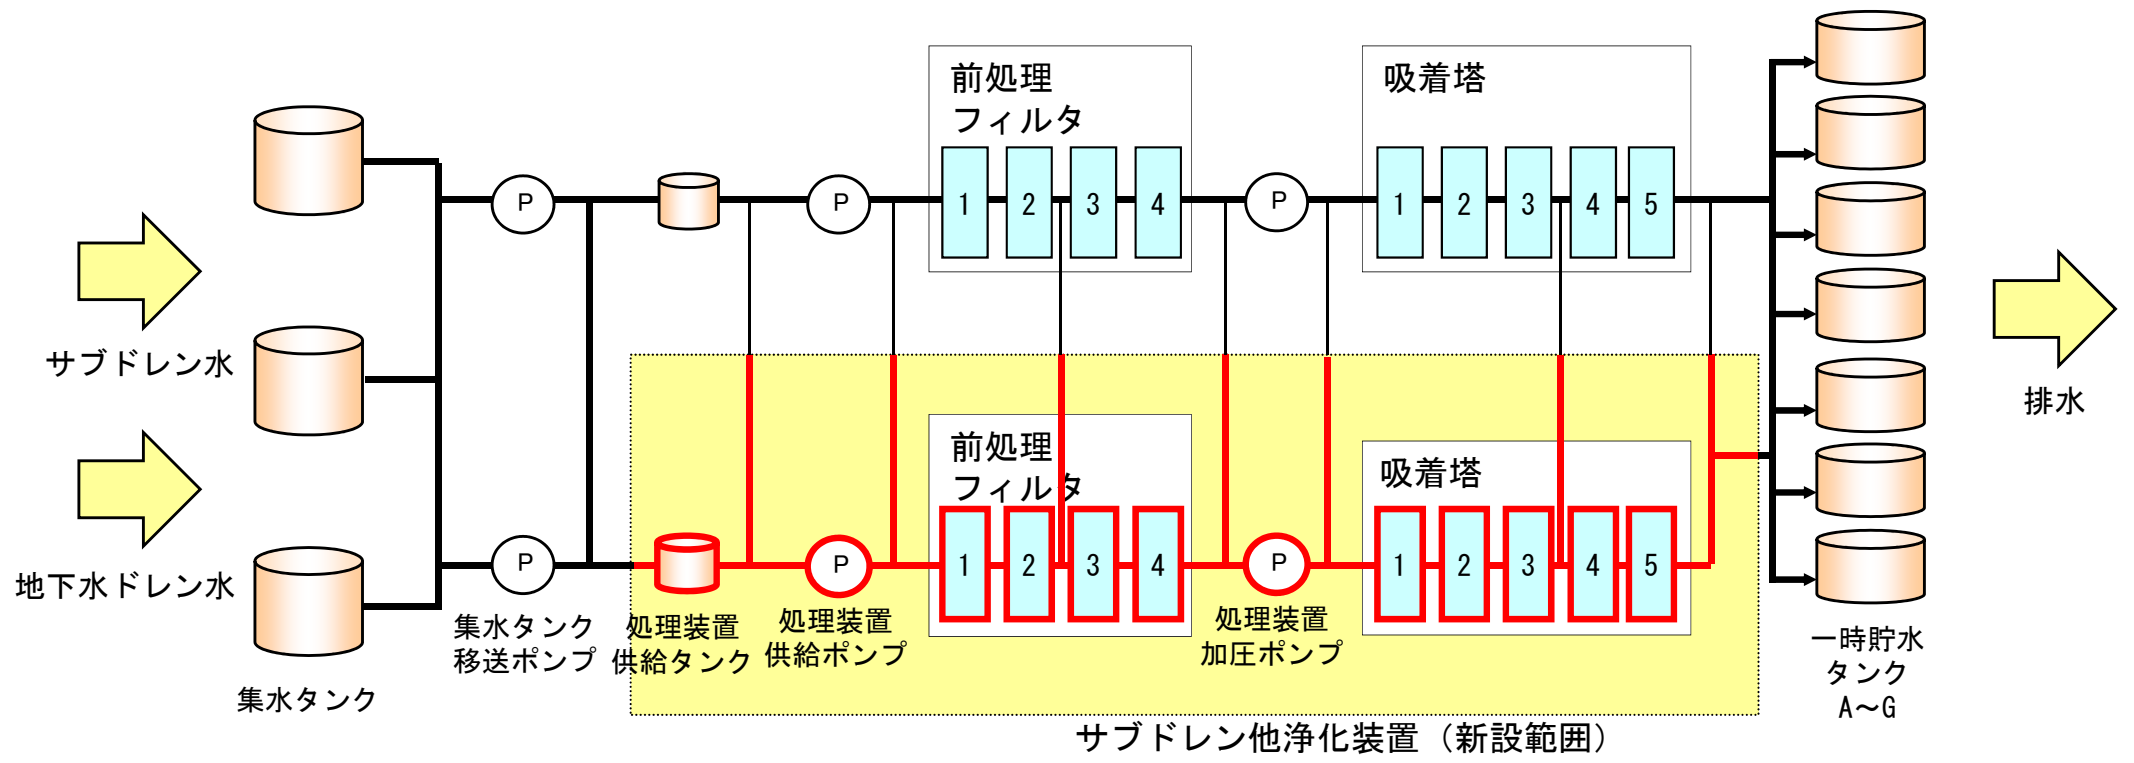 前処理
フィルタ
吸着塔
P
P
1
2
3
4
P
1
2
3
4
5
サブドレン水
地下水ドレン水
排水
前処理
フィルタ
吸着塔
P
P
1
2
3
4
P
1
2
3
4
5
集水タンク
移送ポンプ
処理装置
供給タンク
処理装置
供給ポンプ
処理装置
加圧ポンプ
一時貯水
タンク
A～G
集水タンク
サブドレン他浄化装置（新設範囲）